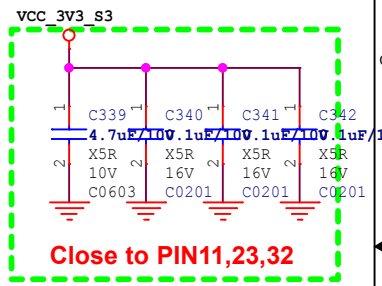 VCC_3V3_S3
1 1 1 1
C339 C340 C341 C342
4.7uF/10V 0.1uF/10V 0.1uF/10V 0.1uF/1
2 2 2 2
X5R X5R X5R X5R
10V 16V 16V 16V
C0603 C0201 C0201 C0201
Close to PIN11,23,32